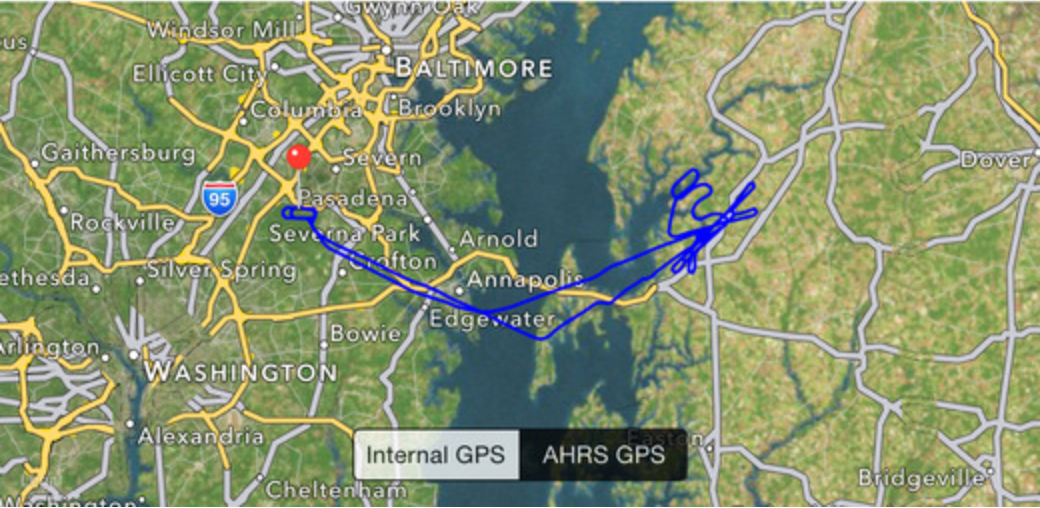 Gwynn Oak
Windsor Mill
us
Ellicott City
BALTIMORE
Columbia
Brooklyn
Gaithersburg
Severn
Dover
95
Pasadena
Rockville
Severna Park
Arnold
Crofton
ethesda
Silver Spring
Annapolis
Edgewater
Bowie
Arlington
WASHINGTON
Alexandria
Easton
Internal GPS
AHRS GPS
Bridgeville
Cheltenham
Washington